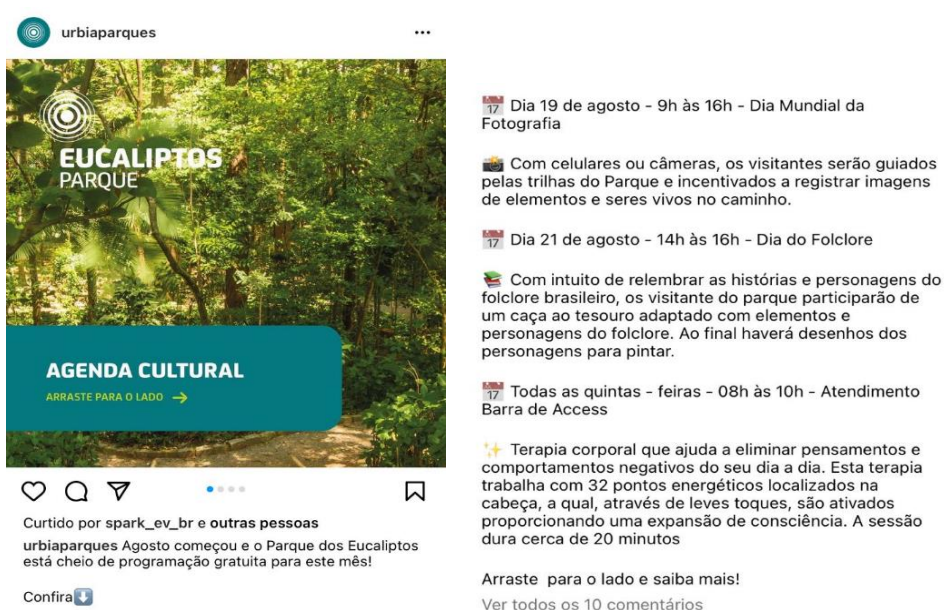 urbiaparques
EUCALIPTOS
PARQUE
AGENDA CULTURAL
ARRASTE PARA O LADO →
Curtido por spark_ev_br e outras pessoas
urbiaparques Agosto começou e o Parque dos Eucaliptos
está cheio de programação gratuita para este mês!
Confira⬇️
17 Dia 19 de agosto - 9h às 16h - Dia Mundial da
Fotografia
📸 Com celulares ou câmeras, os visitantes serão guiados
pelas trilhas do Parque e incentivados a registrar imagens
de elementos e seres vivos no caminho.
17 Dia 21 de agosto - 14h às 16h - Dia do Folclore
📚 Com intuito de relembrar as histórias e personagens do
folclore brasileiro, os visitante do parque participarão de
um caça ao tesouro adaptado com elementos e
personagens do folclore. Ao final haverá desenhos dos
personagens para pintar.
17 Todas as quintas - feiras - 08h às 10h - Atendimento
Barra de Access
✨ Terapia corporal que ajuda a eliminar pensamentos e
comportamentos negativos do seu dia a dia. Esta terapia
trabalha com 32 pontos energéticos localizados na
cabeça, a qual, através de leves toques, são ativados
proporcionando uma expansão de consciência. A sessão
dura cerca de 20 minutos
Arraste para o lado e saiba mais!
Ver todos os 10 comentários